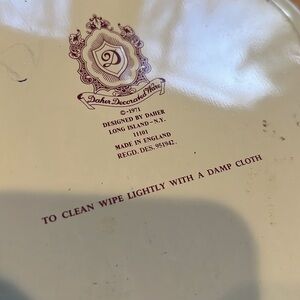 D
Daher Decorated Ware
©-1971
DESIGNED BY DAHER
LONG ISLAND-N.Y.
11101
MADE IN ENGLAND
REGD. DES. 951942.
TO CLEAN WIPE LIGHTLY WITH A DAMP CLOTH